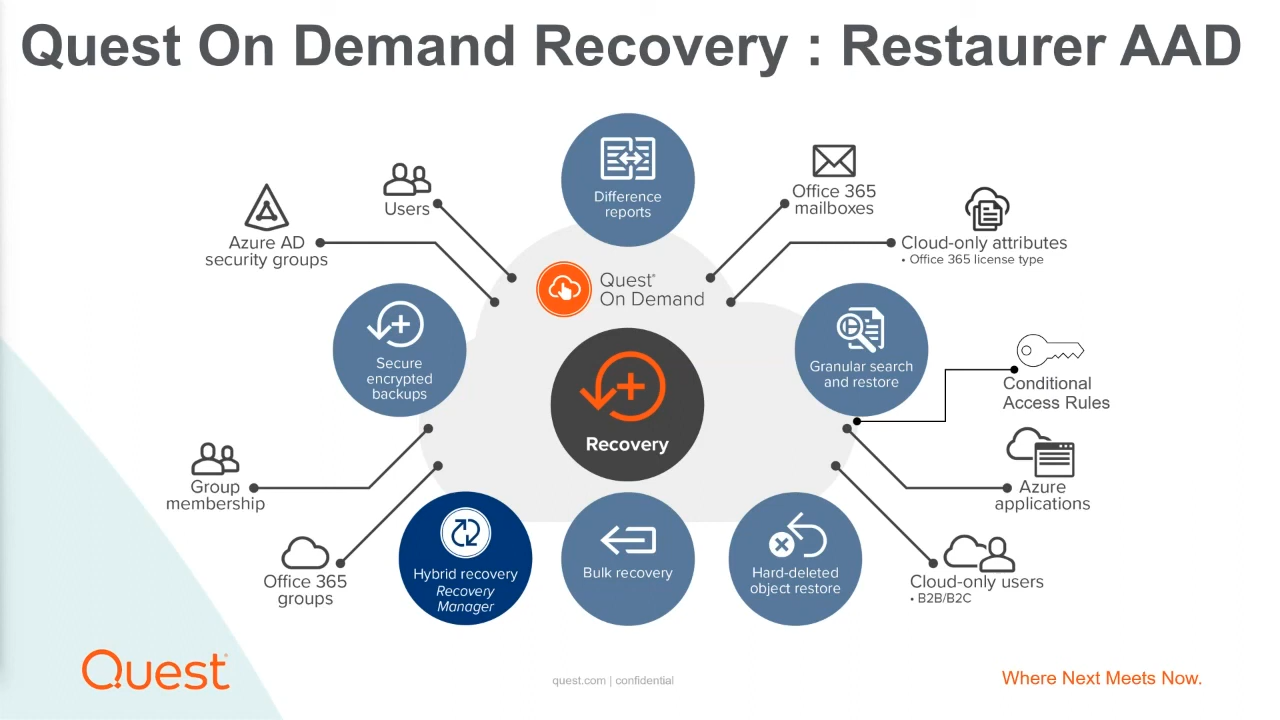 Quest On Demand Recovery : Restaurer AAD
Difference
reports
Users
Azure AD
security groups
Office 365
mailboxes
Cloud-only attributes
• Office 365 license type
Quest®
On Demand
Secure
encrypted
backups
Granular search
and restore
Recovery
Conditional
Access Rules
Group
membership
Azure
applications
Office 365
groups
Hybrid recovery
Recovery
Manager
Bulk recovery
Hard-deleted
object restore
Cloud-only users
• B2B/B2C
Quest
quest.com | confidential
Where Next Meets Now.